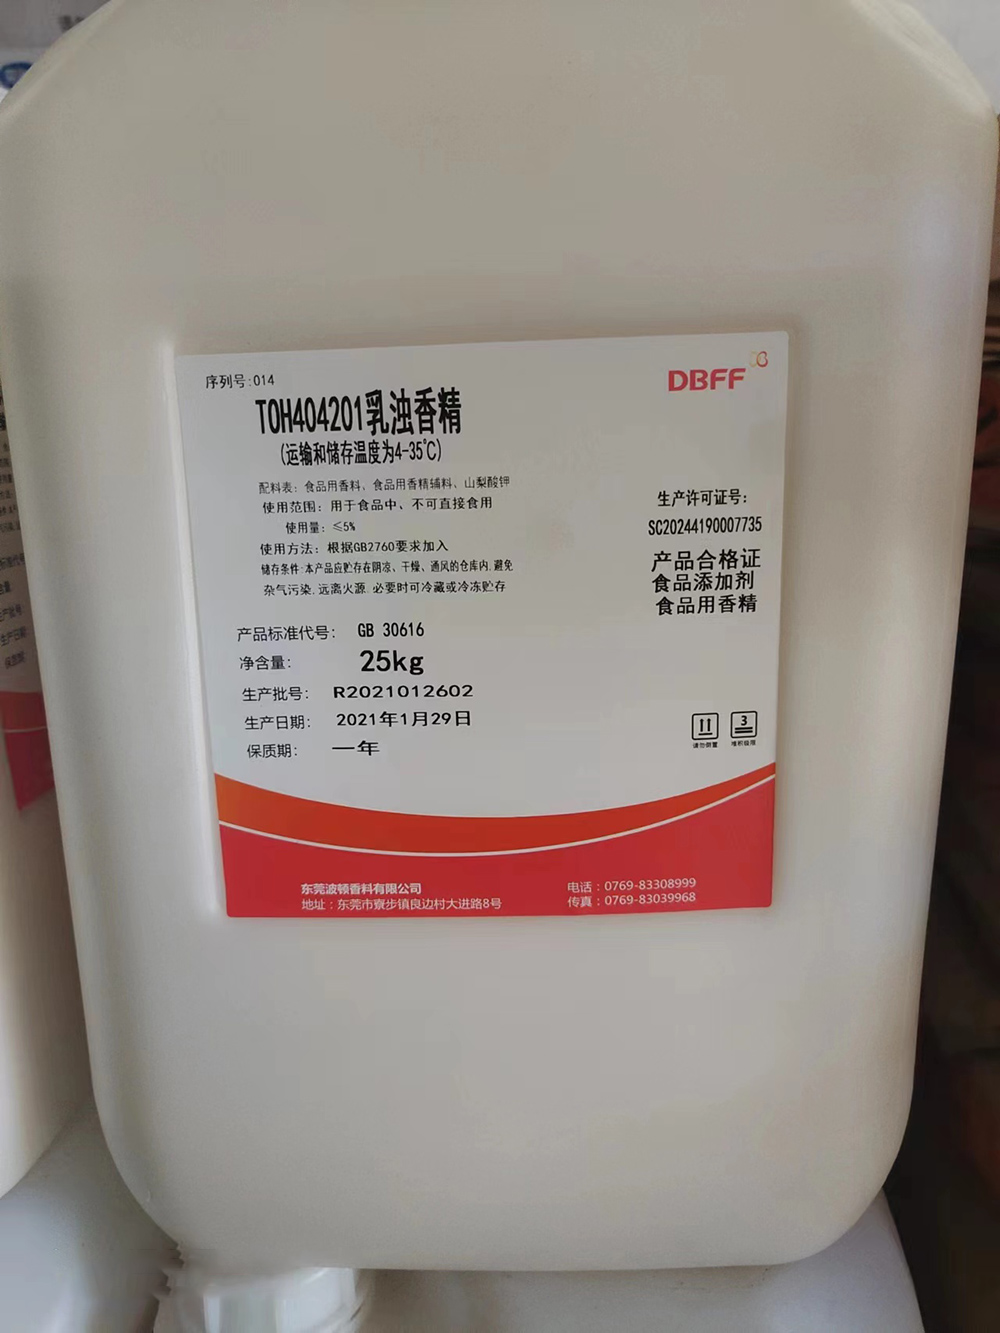 序列号:014
DBFF
TOH404201乳浊香精
(运输和储存温度为4-35℃)
配料表: 食品用香料、食品用香精辅料、山梨酸钾
使用范围: 用于食品中、不可直接食用
使用量: ≤5%
使用方法: 根据GB2760要求加入
储存条件:本产品应贮存在阴凉、干燥、通风的仓库内.避免
杂气污染.远离火源.必要时可冷藏或冷冻贮存
生产许可证号:
SC20244190007735
产品合格证
食品添加剂
食品用香精
产品标准代号: GB 30616
净含量: 25kg
生产批号: R2021012602
生产日期: 2021年1月29日
保质期: 一年
请勿倒置
3
堆积极限
东莞波顿香料有限公司
地址：东莞市寮步镇良边村大进路8号
电话：0769-83308999
传真：0769-83039968